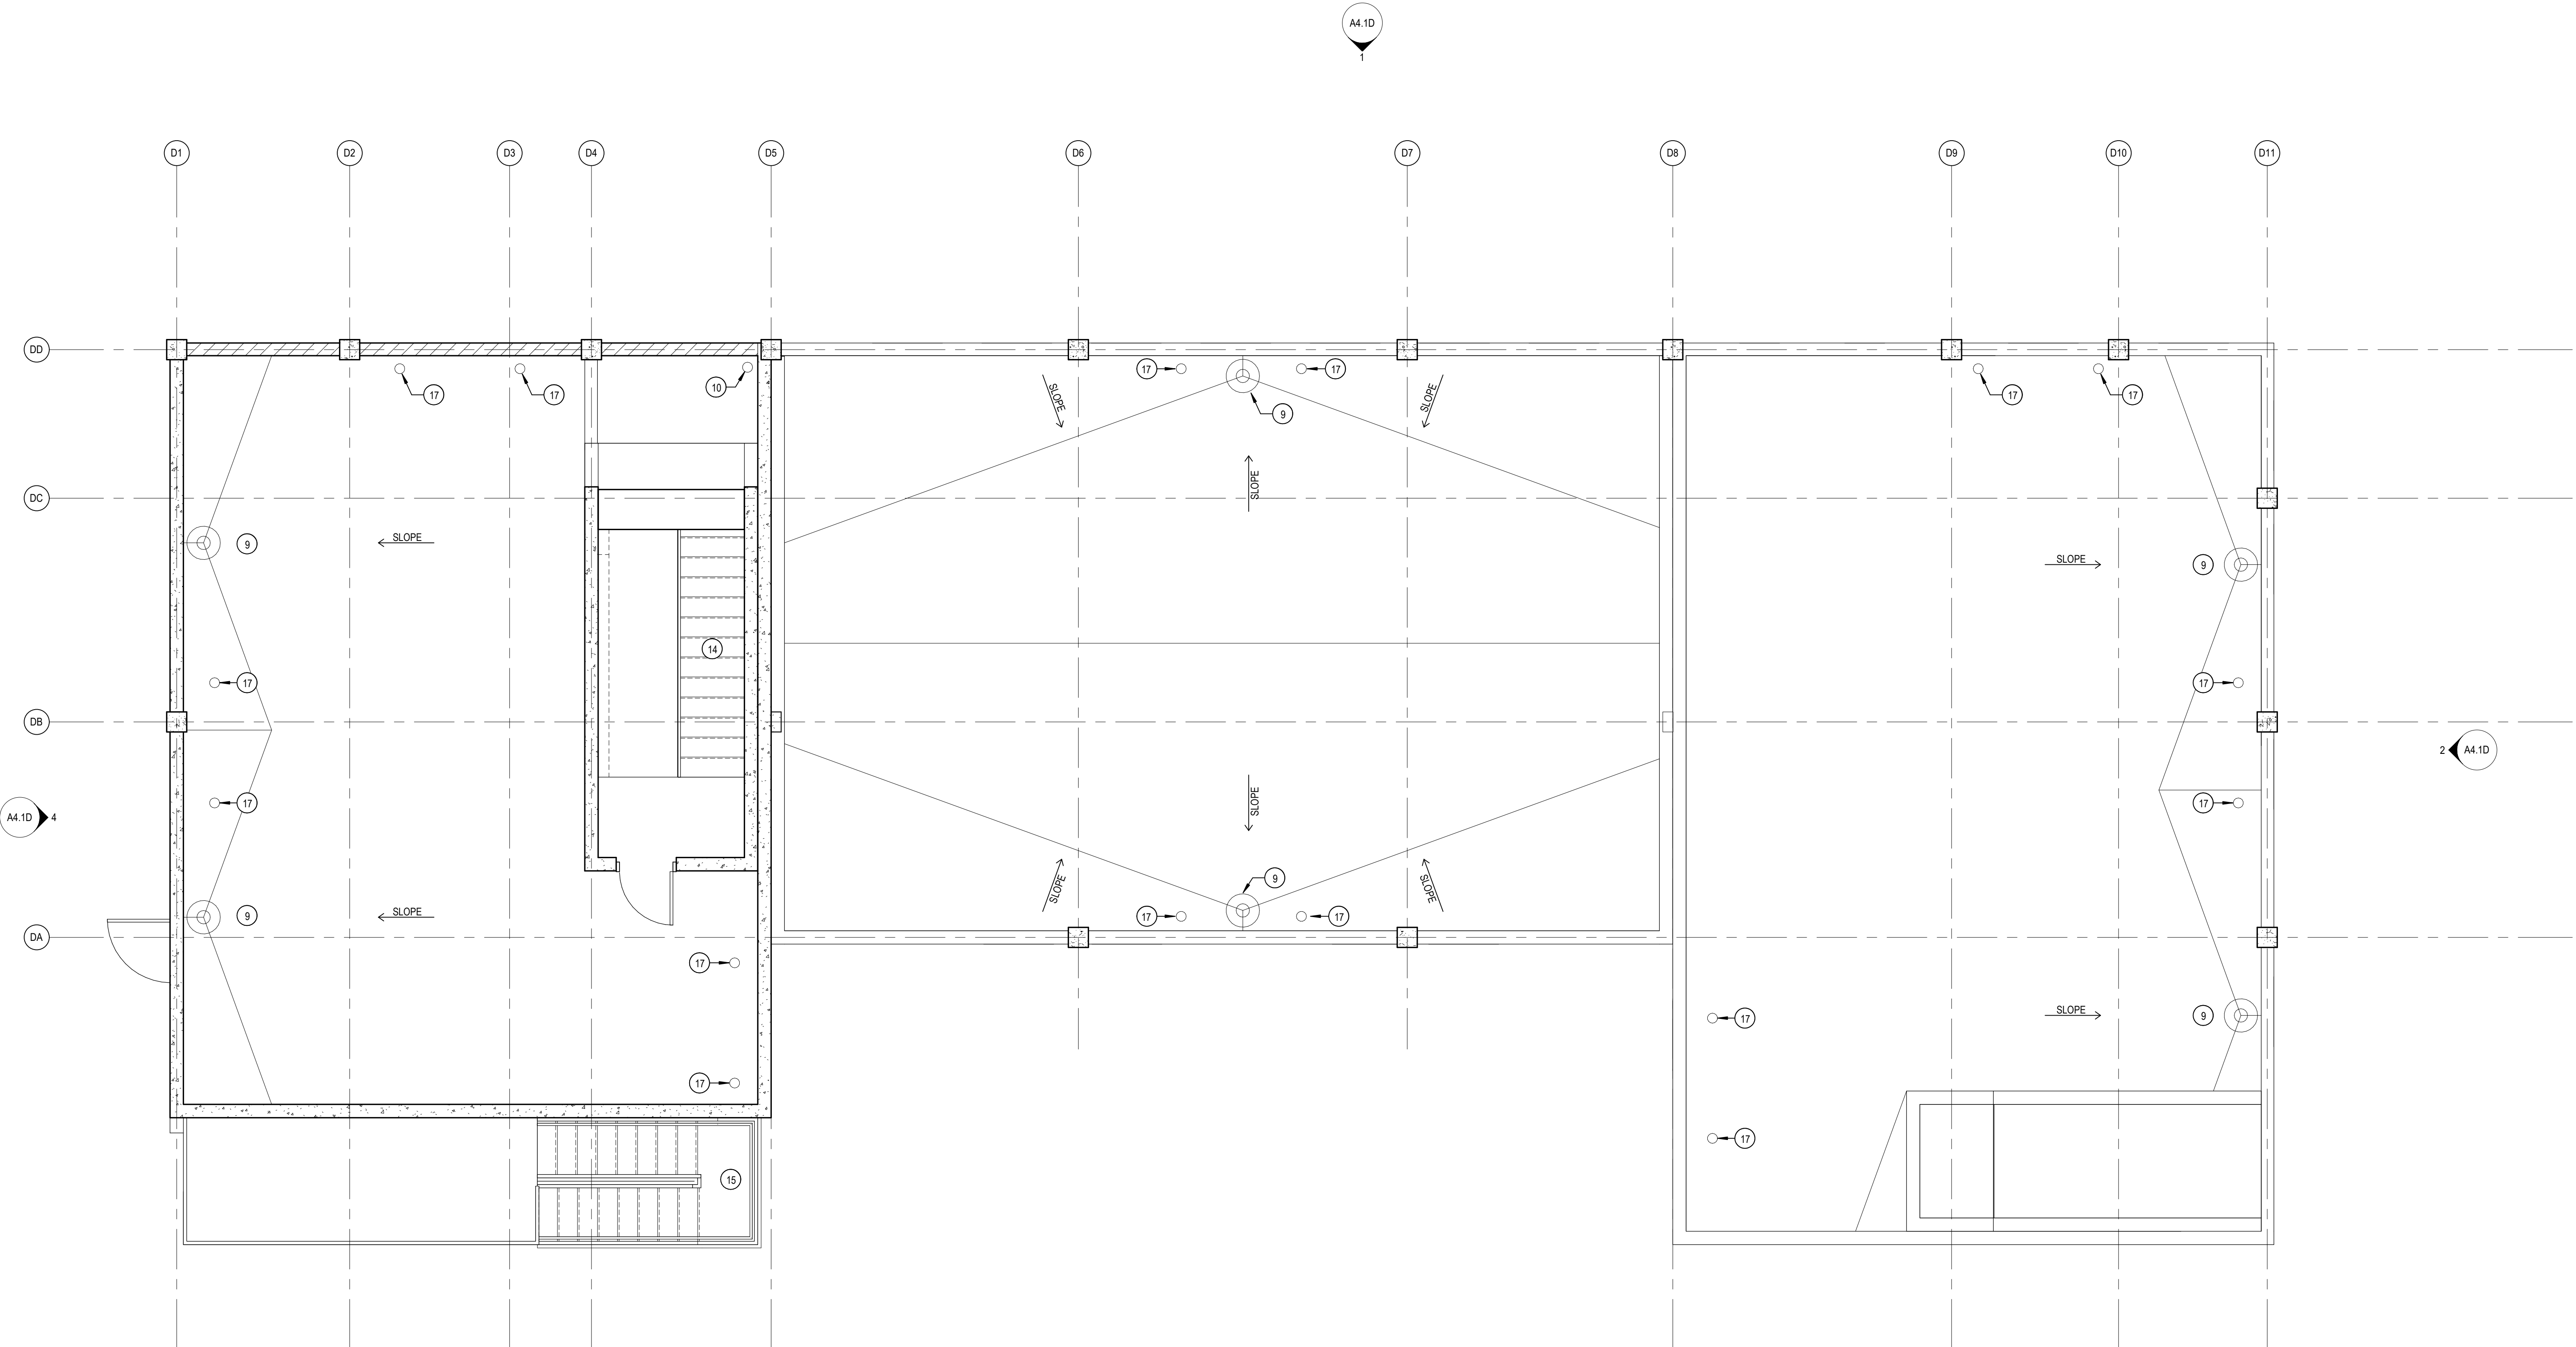 A4.1D
1
D1 D2 D3 D4 D5 D6 D7 D8 D9 D10 D11
DD
17 17
17 17 10 17 17
SLOPE SLOPE
9
DC
SLOPE
9 SLOPE
SLOPE 9
14
17 17
DB
2 A4.1D
17 17
SLOPE
A4.1D 4
9
SLOPE SLOPE
9 SLOPE 17 17
DA
17
SLOPE 9
17
17
17
15